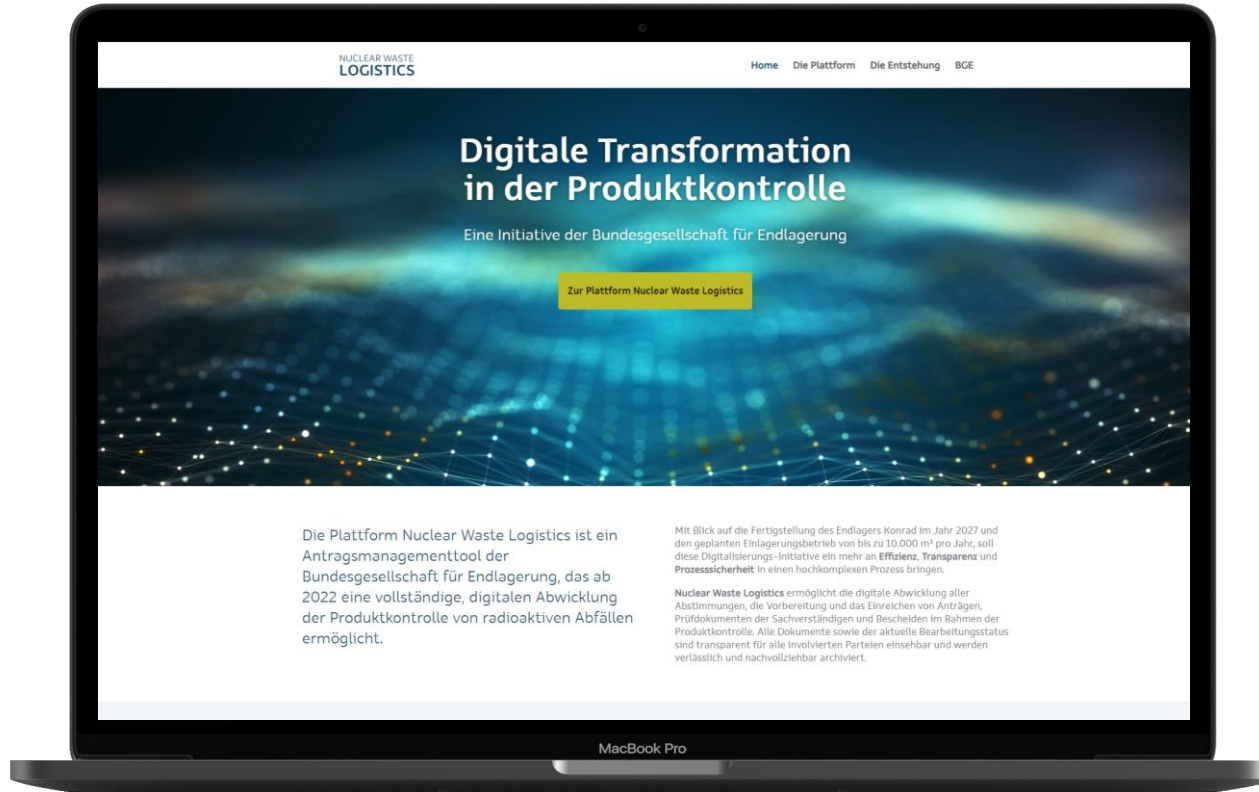 NUCLEAR WASTE
LOGISTICS
Home Die Plattform Die Entstehung BGE
Digitale Transformation
in der Produktkontrolle
Eine Initiative der Bundesgesellschaft für Endlagerung
Zur Plattform Nuclear Waste Logistics
Die Plattform Nuclear Waste Logistics ist ein
Antragsmanagementtool der
Bundesgesellschaft für Endlagerung, das ab
2022 eine vollständige, digitalen Abwicklung
der Produktkontrolle von radioaktiven Abfällen
ermöglicht.
Mit Blick auf die Fertigstellung des Endlagers Konrad im Jahr 2027 und
den geplanten Einlagerungsbetrieb von bis zu 10.000 m³ pro Jahr, soll
diese Digitalisierungs-Initiative ein mehr an Effizienz, Transparenz und
Prozesssicherheit in einen hochkomplexen Prozess bringen.
Nuclear Waste Logistics ermöglicht die digitale Abwicklung aller
Abstimmungen, die Vorbereitung und das Einreichen von Anträgen,
Prüfdokumenten der Sachverständigen und Bescheiden im Rahmen der
Produktkontrolle. Alle Dokumente sowie der aktuelle Bearbeitungsstatus
sind transparent für alle involvierten Parteien einsehbar und werden
verlässlich und nachvollziehbar archiviert.
MacBook Pro